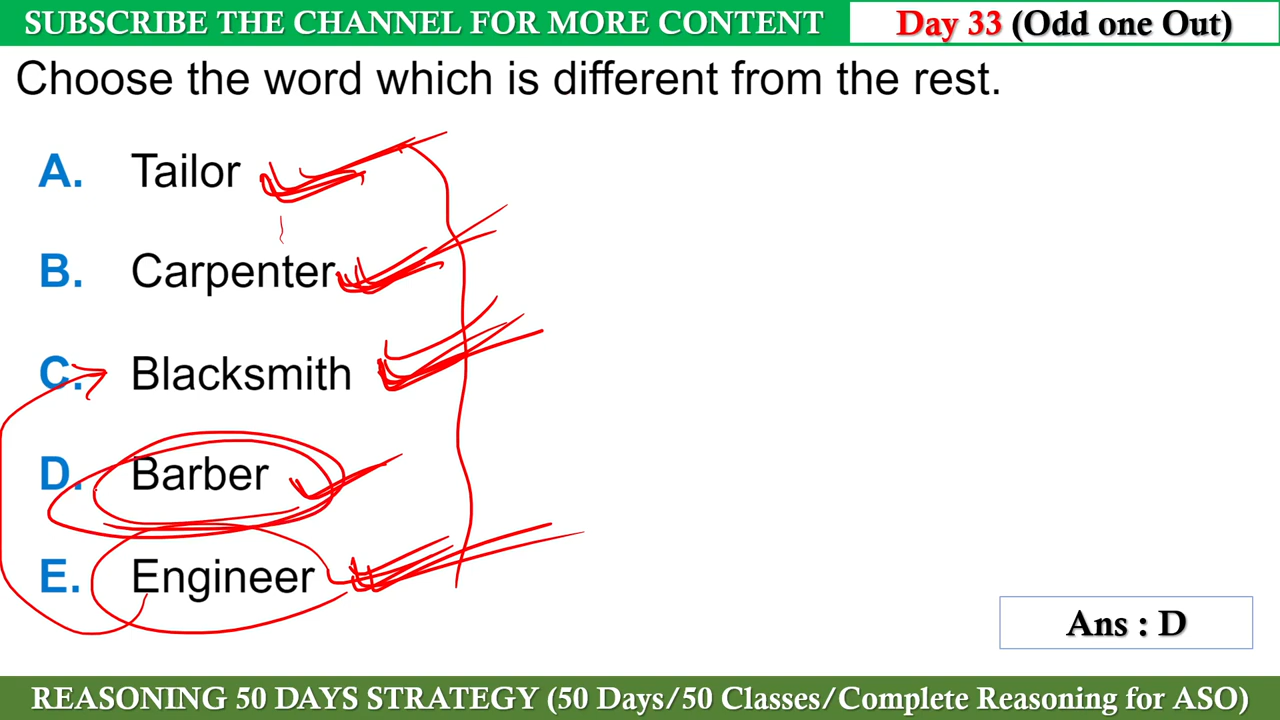 SUBSCRIBE THE CHANNEL FOR MORE CONTENT
Day 33 (Odd one Out)
Choose the word which is different from the rest.
A. Tailor
B. Carpenter
C. Blacksmith
D. Barber
E. Engineer
Ans : D
REASONING 50 DAYS STRATEGY (50 Days/50 Classes/Complete Reasoning for ASO)